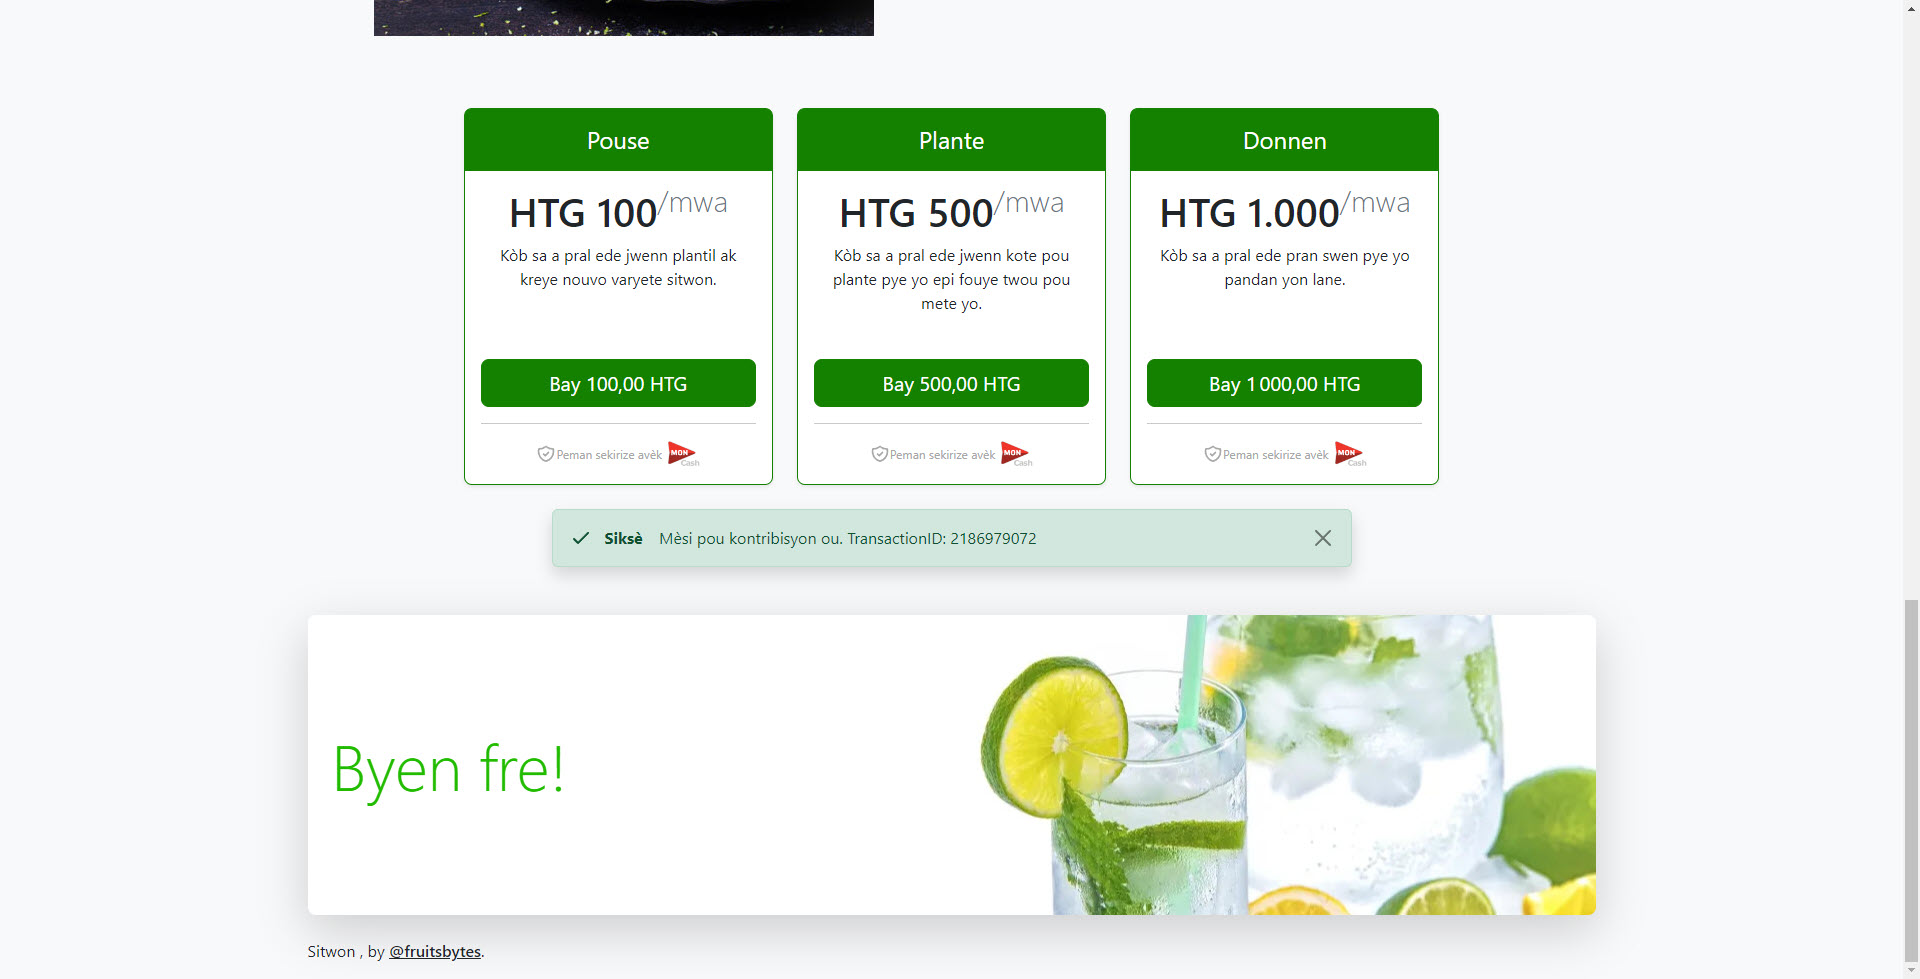 Pouse
HTG 100/mwa
Kòb sa a pral ede jwenn plantil ak
kreye nouvo varyete sitwon.
Bay 100,00 HTG
Peman sekirize avèk MON Cash
Plante
HTG 500/mwa
Kòb sa a pral ede jwenn kote pou
plante pye yo epi fouye twou pou
mete yo.
Bay 500,00 HTG
Peman sekirize avèk MON Cash
Donnen
HTG 1.000/mwa
Kòb sa a pral ede pran swen pye yo
pandan yon lane.
Bay 1 000,00 HTG
Peman sekirize avèk MON Cash
Siksè Mèsi pou kontribisyon ou. TransactionID: 2186979072
Byen fre!
Sitwon , by @fruitsbytes.